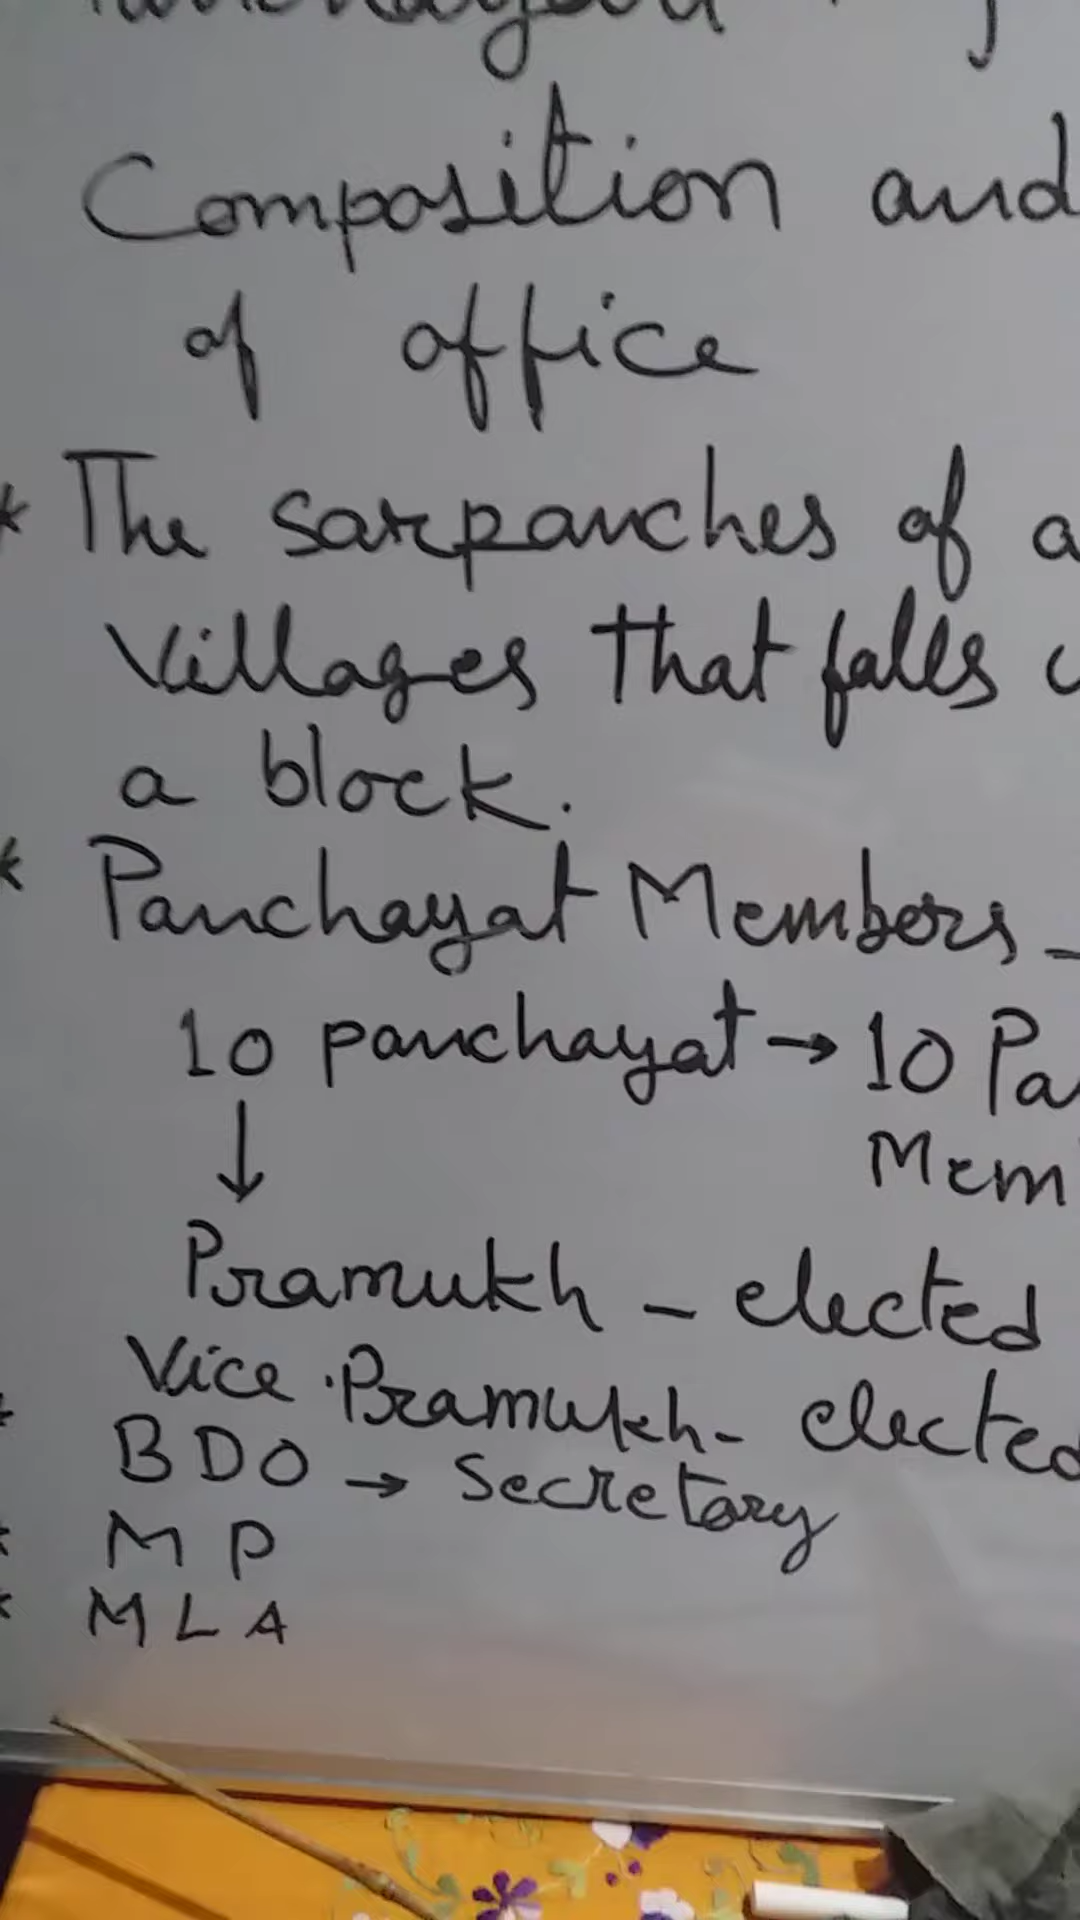 Composition and
of office
* The sarpanches of a
Villages that falls
a block.
* Panchayat Members -
10 panchayat → 10 Pa
↓ Mem
Pramukh - elected
Vice. Pramukh - elected
* BDO → Secretary
* MP
* MLA